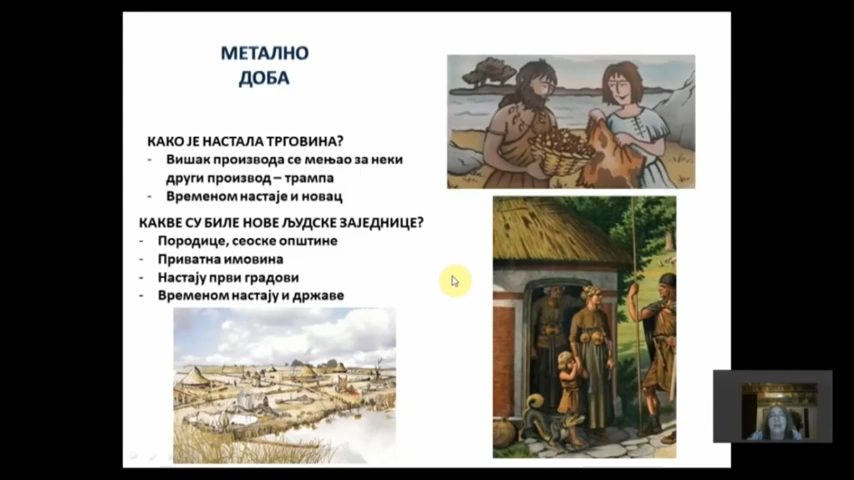 МЕТАЛНО
ДОБА
КАКО ЈЕ НАСТАЛА ТРГОВИНА?
- Вишак производа се мењао за неки
други производ – трампа
- Временом настаје и новац
КАКВЕ СУ БИЛЕ НОВЕ ЉУДСКЕ ЗАЈЕДНИЦЕ?
- Породице, сеоске општине
- Приватна имовина
- Настају први градови
- Временом настају и државе